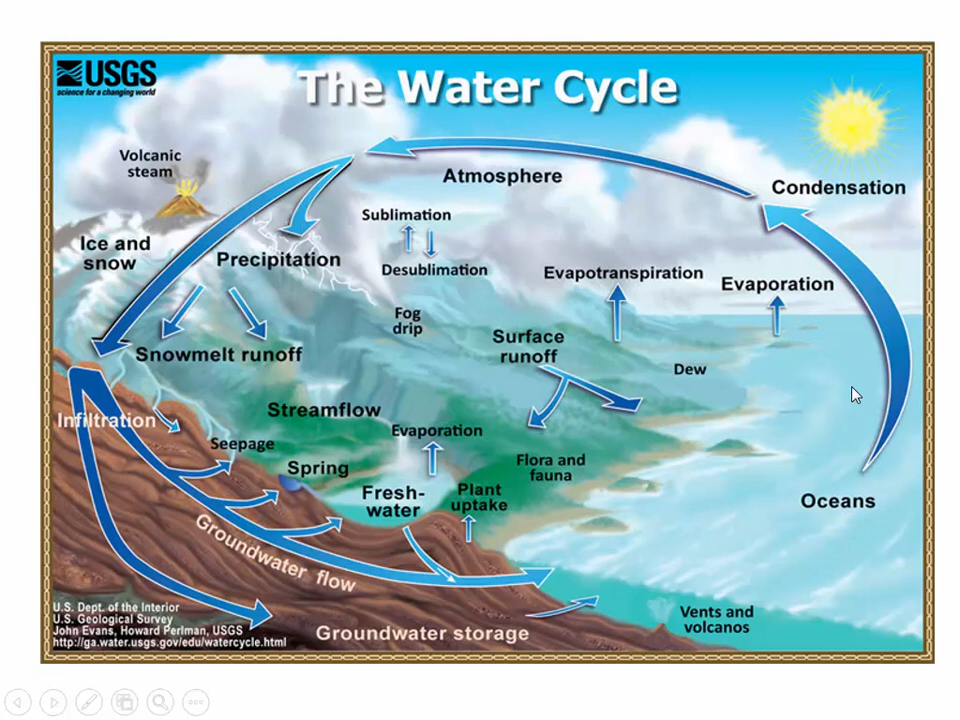 USGS
science for a changing world
The Water Cycle
Volcanic
steam
Atmosphere
Condensation
Sublimation
Ice and
snow
Precipitation
Desublimation
Evapotranspiration
Evaporation
Fog
drip
Surface
runoff
Snowmelt runoff
Dew
Streamflow
Infiltration
Evaporation
Seepage
Spring
Flora and
fauna
Fresh-
water
Plant
uptake
Oceans
Groundwater flow
U.S. Dept. of the Interior
U.S. Geological Survey
John Evans, Howard Perlman, USGS
http://ga.water.usgs.gov/edu/watercycle.html
Groundwater storage
Vents and
volcanos